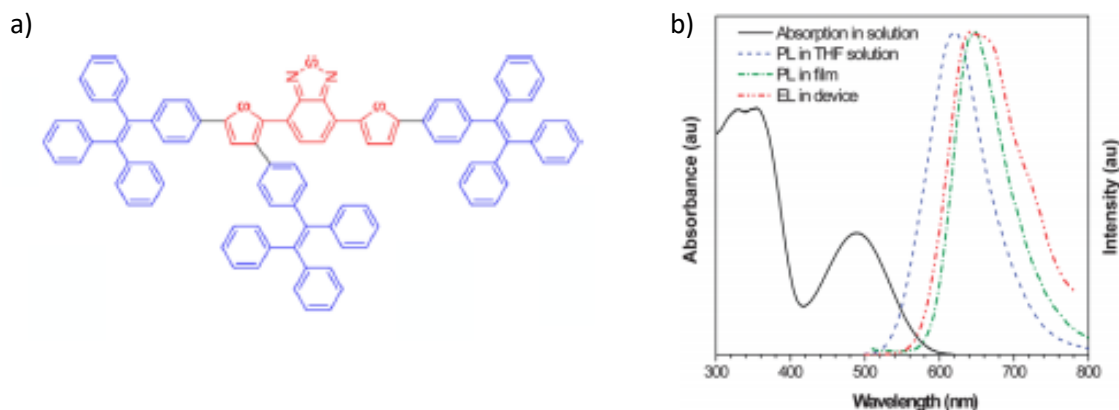 a)
S
N
N
S
S
b)
Absorption in solution
PL in THF solution
PL in film
EL in device
Absorbance (au)
Intensity (au)
300
400
500
600
700
800
Wavelength (nm)